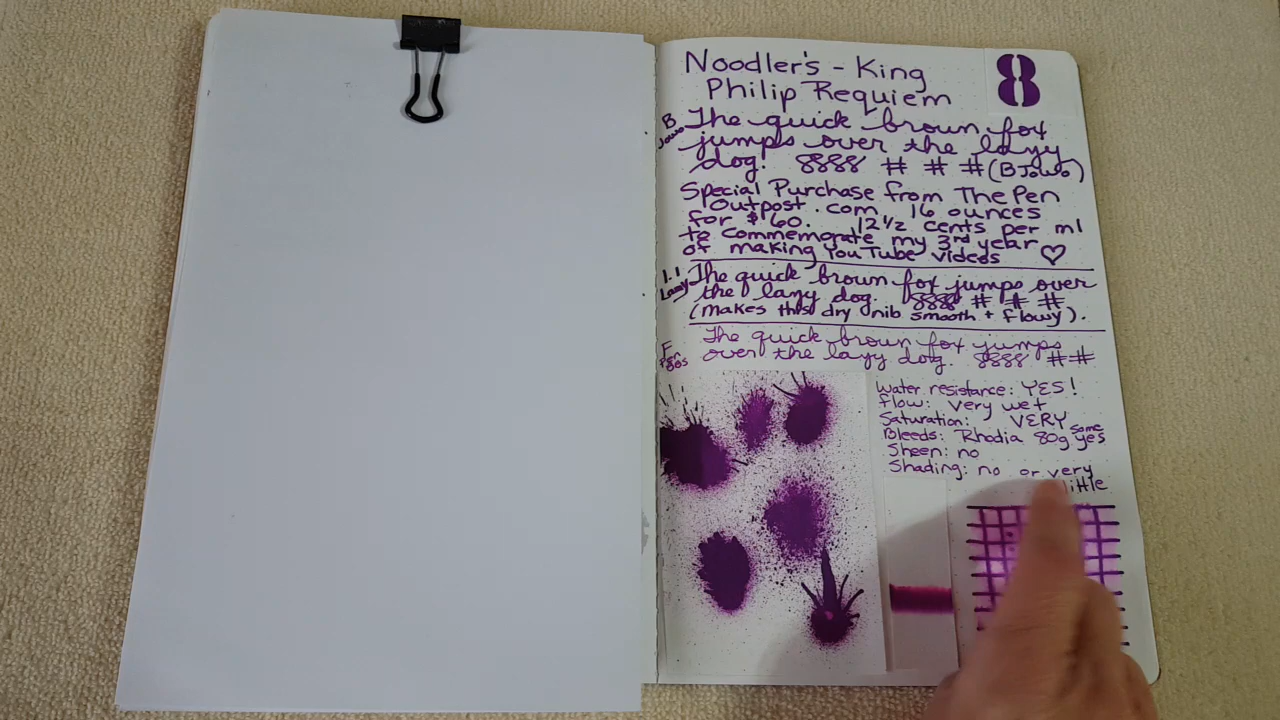 Noodler's - King
Philip Requiem
8
B
Jowo
The quick brown fox
jumps over the lazy
dog. 8888 # # # (B Jowo)
Special Purchase from The Pen
Outpost.com 16 ounces
for $60. 12 1/2 cents per ml
to commemorate my 3rd year
of making YouTube videos ♡
1.1
Lamy
The quick brown fox jumps over
the lazy dog. 8888 # # #
(makes this dry nib smooth + flowy).
F
The quick brown fox jumps
over the lazy dog. 8888 ##
Water resistance: YES!
Flow: Very wet
Saturation: VERY
Bleeds: Rhodia 80g some yes
Sheen: no
Shading: no or very
little